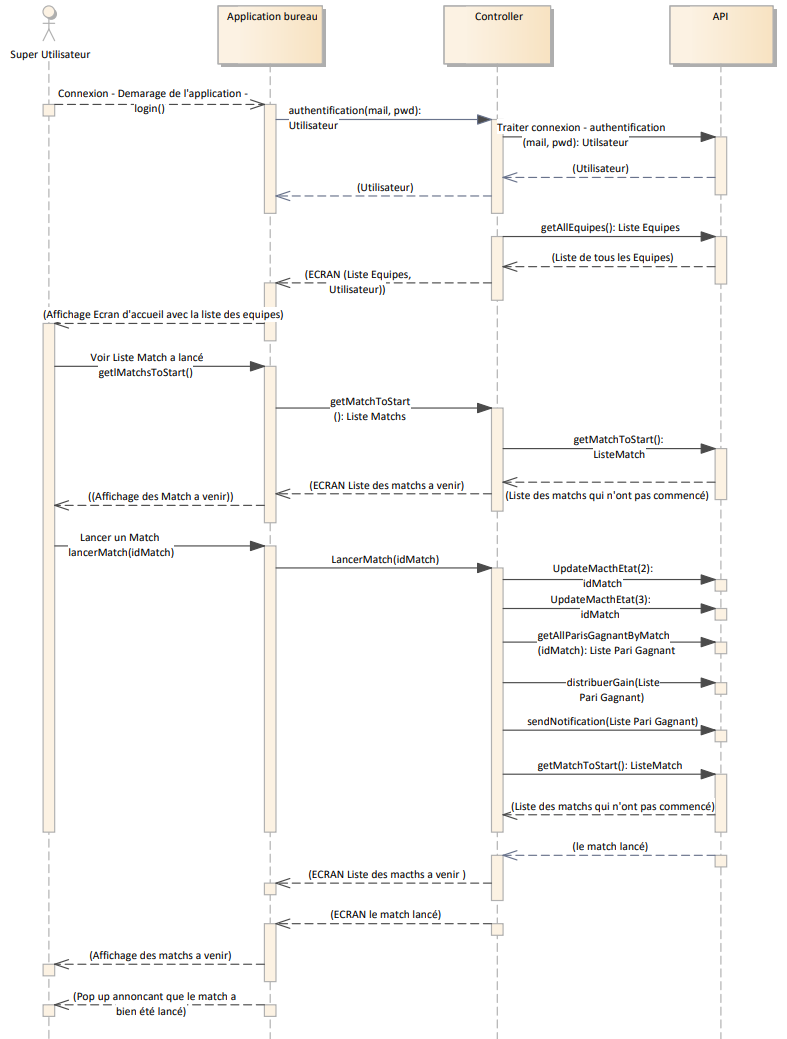 Application bureau
Controller
API
Super Utilisateur
Connexion - Demarage de l'application -
login()
authentification(mail, pwd):
Utilisateur
Traiter connexion - authentification
(mail, pwd): Utilsateur
(Utilisateur)
(Utilisateur)
getAllEquipes(): Liste Equipes
(Liste de tous les Equipes)
(ECRAN (Liste Equipes,
Utilisateur))
(Affichage Ecran d'accueil avec la liste des equipes)
Voir Liste Match a lancé
getlMatchsToStart()
getMatchToStart
(): Liste Matchs
getMatchToStart():
ListeMatch
(ECRAN Liste des matchs a venir)
(Liste des matchs qui n'ont pas commencé)
((Affichage des Match a venir))
Lancer un Match
lancerMatch(idMatch)
LancerMatch(idMatch)
UpdateMacthEtat(2):
idMatch
UpdateMacthEtat(3):
idMatch
getAllParisGagnantByMatch
(idMatch): Liste Pari Gagnant
distribuerGain(Liste
Pari Gagnant)
sendNotification(Liste Pari Gagnant)
getMatchToStart(): ListeMatch
(Liste des matchs qui n'ont pas commencé)
(le match lancé)
(ECRAN Liste des macths a venir )
(ECRAN le match lancé)
(Affichage des matchs a venir)
(Pop up annoncant que le match a
bien été lancé)